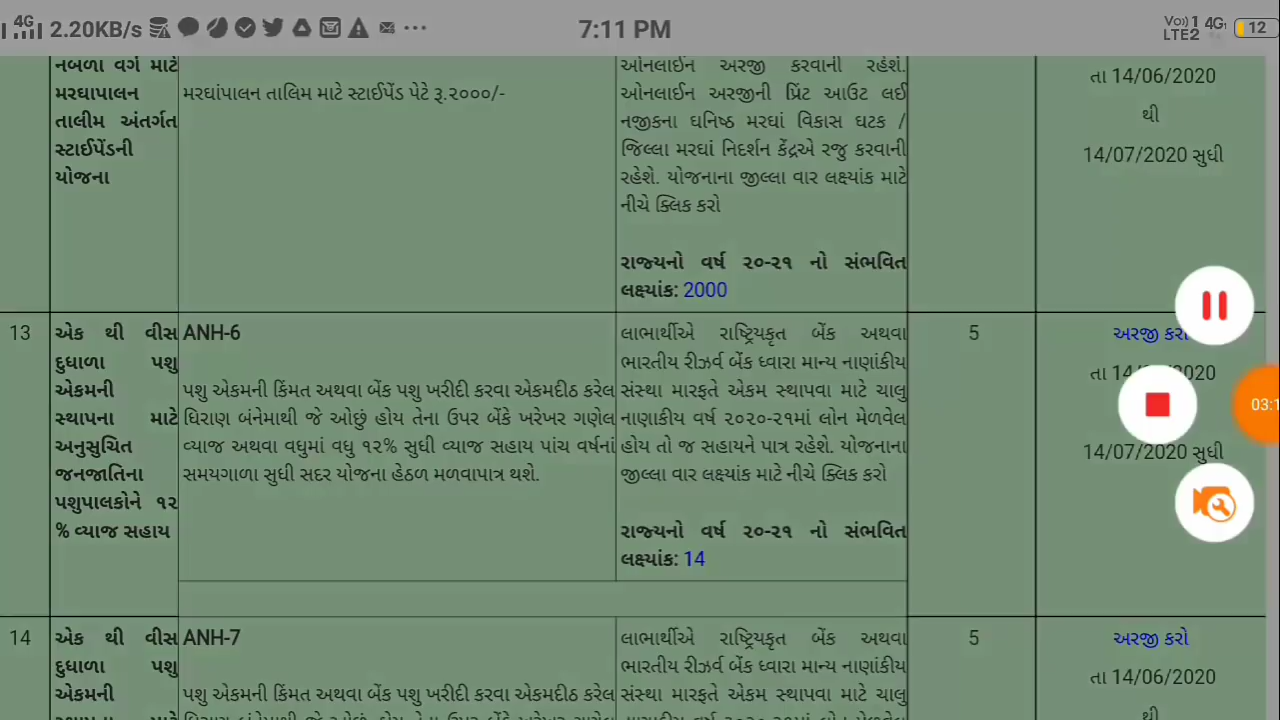 4G 2.20KB/s 7:11 PM Vo)) 1 4G LTE2 12
નબળા વર્ગ માટે
મરઘાપાલન
તાલીમ અંતર્ગત
સ્ટાઈપેંડની
યોજના
મરઘાંપાલન તાલિમ માટે સ્ટાઈપેંડ પેટે રૂ.૨૦૦૦/-
ઓનલાઈન અરજી કરવાની રહેશે.
ઓનલાઈન અરજીની પ્રિંટ આઉટ લઈ
નજીકના ઘનિષ્ઠ મરઘાં વિકાસ ઘટક /
જિલ્લા મરઘાં નિદર્શન કેંદ્રએ રજુ કરવાની
રહેશે. યોજનાના જીલ્લા વાર લક્ષ્યાંક માટે
નીચે ક્લિક કરો
રાજ્યનો વર્ષ ૨૦-૨૧ નો સંભવિત
લક્ષ્યાંક: 2000
તા 14/06/2020
થી
14/07/2020 સુધી
13
એક થી વીસ
દુધાળા પશુ
એકમની
સ્થાપના માટે
અનુસુચિત
જનજાતિના
પશુપાલકોને ૧૨
% વ્યાજ સહાય
ANH-6
પશુ એકમની કિંમત અથવા બેંક પશુ ખરીદી કરવા એકમદીઠ કરેલ
ધિરાણ બંનેમાથી જે ઓછું હોય તેના ઉપર બેંકે ખરેખર ગણેલ
વ્યાજ અથવા વધુમાં વધુ ૧૨% સુધી વ્યાજ સહાય પાંચ વર્ષનાં
સમયગાળા સુધી સદર યોજના હેઠળ મળવાપાત્ર થશે.
લાભાર્થીએ રાષ્ટ્રિયકૃત બેંક અથવા
ભારતીય રીઝર્વ બેંક ધ્વારા માન્ય નાણાંકીય
સંસ્થા મારફતે એકમ સ્થાપવા માટે ચાલુ
નાણાકીય વર્ષ ૨૦૨૦-૨૧માં લોન મેળવેલ
હોય તો જ સહાયને પાત્ર રહેશે. યોજનાના
જીલ્લા વાર લક્ષ્યાંક માટે નીચે ક્લિક કરો
રાજ્યનો વર્ષ ૨૦-૨૧ નો સંભવિત
લક્ષ્યાંક: 14
5
અરજી કરો
તા 14 020
14/07/2020 સુધી
03:1
14
એક થી વીસ
દુધાળા પશુ
એકમની
ANH-7
પશુ એકમની કિંમત અથવા બેંક પશુ ખરીદી કરવા એકમદીઠ કરેલ
લાભાર્થીએ રાષ્ટ્રિયકૃત બેંક અથવા
ભારતીય રીઝર્વ બેંક ધ્વારા માન્ય નાણાંકીય
સંસ્થા મારફતે એકમ સ્થાપવા માટે ચાલુ
5
અરજી કરો
તા 14/06/2020
થી